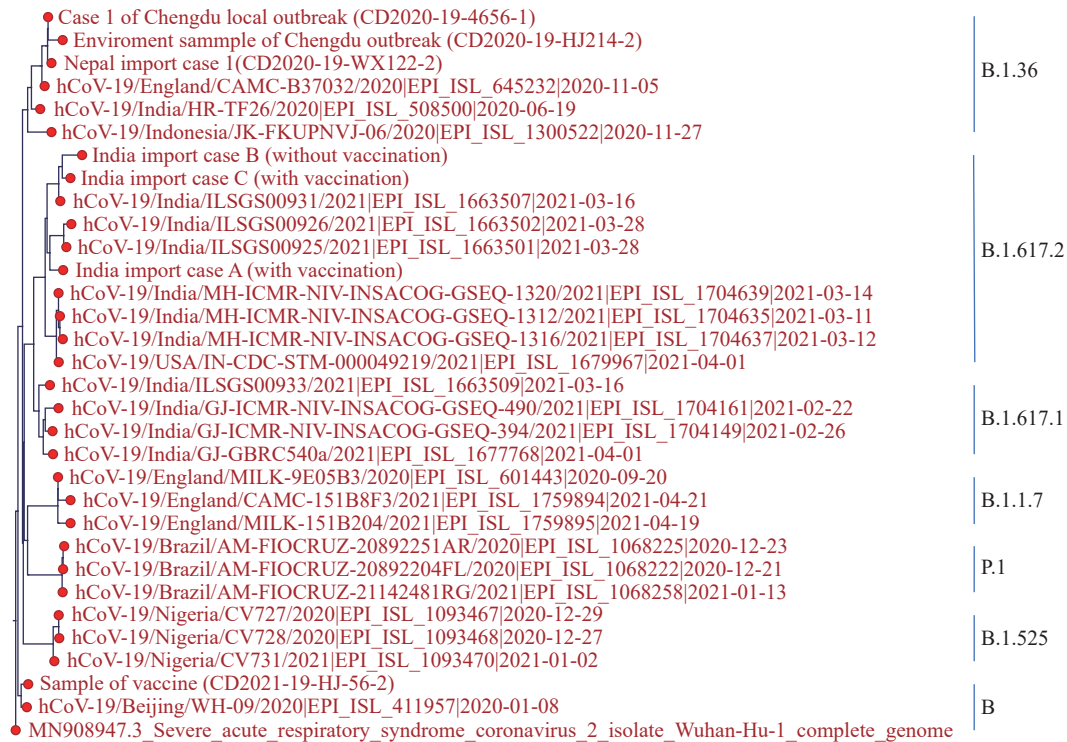 Case 1 of Chengdu local outbreak (CD2020-19-4656-1)
Enviroment sammple of Chengdu outbreak (CD2020-19-HJ214-2)
Nepal import case 1(CD2020-19-WX122-2)
hCoV-19/England/CAMC-B37032/2020|EPI_ISL_645232|2020-11-05
hCoV-19/India/HR-TF26/2020|EPI_ISL_508500|2020-06-19
hCoV-19/Indonesia/JK-FKUPNVJ-06/2020|EPI_ISL_1300522|2020-11-27
B.1.36
India import case B (without vaccination)
India import case C (with vaccination)
hCoV-19/India/ILSGS00931/2021|EPI_ISL_1663507|2021-03-16
hCoV-19/India/ILSGS00926/2021|EPI_ISL_1663502|2021-03-28
hCoV-19/India/ILSGS00925/2021|EPI_ISL_1663501|2021-03-28
India import case A (with vaccination)
hCoV-19/India/MH-ICMR-NIV-INSACOG-GSEQ-1320/2021|EPI_ISL_1704639|2021-03-14
hCoV-19/India/MH-ICMR-NIV-INSACOG-GSEQ-1312/2021|EPI_ISL_1704635|2021-03-11
hCoV-19/India/MH-ICMR-NIV-INSACOG-GSEQ-1316/2021|EPI_ISL_1704637|2021-03-12
hCoV-19/USA/IN-CDC-STM-000049219/2021|EPI_ISL_1679967|2021-04-01
B.1.617.2
hCoV-19/India/ILSGS00933/2021|EPI_ISL_1663509|2021-03-16
hCoV-19/India/GJ-ICMR-NIV-INSACOG-GSEQ-490/2021|EPI_ISL_1704161|2021-02-22
hCoV-19/India/GJ-ICMR-NIV-INSACOG-GSEQ-394/2021|EPI_ISL_1704149|2021-02-26
hCoV-19/India/GJ-GBRC540a/2021|EPI_ISL_1677768|2021-04-01
B.1.617.1
hCoV-19/England/MILK-9E05B3/2020|EPI_ISL_601443|2020-09-20
hCoV-19/England/CAMC-151B8F3/2021|EPI_ISL_1759894|2021-04-21
hCoV-19/England/MILK-151B204/2021|EPI_ISL_1759895|2021-04-19
B.1.1.7
hCoV-19/Brazil/AM-FIOCRUZ-20892251AR/2020|EPI_ISL_1068225|2020-12-23
hCoV-19/Brazil/AM-FIOCRUZ-20892204FL/2020|EPI_ISL_1068222|2020-12-21
hCoV-19/Brazil/AM-FIOCRUZ-21142481RG/2021|EPI_ISL_1068258|2021-01-13
P.1
hCoV-19/Nigeria/CV727/2020|EPI_ISL_1093467|2020-12-29
hCoV-19/Nigeria/CV728/2020|EPI_ISL_1093468|2020-12-27
hCoV-19/Nigeria/CV731/2021|EPI_ISL_1093470|2021-01-02
B.1.525
Sample of vaccine (CD2021-19-HJ-56-2)
hCoV-19/Beijing/WH-09/2020|EPI_ISL_411957|2020-01-08
B
MN908947.3_Severe_acute_respiratory_syndrome_coronavirus_2_isolate_Wuhan-Hu-1_complete_genome